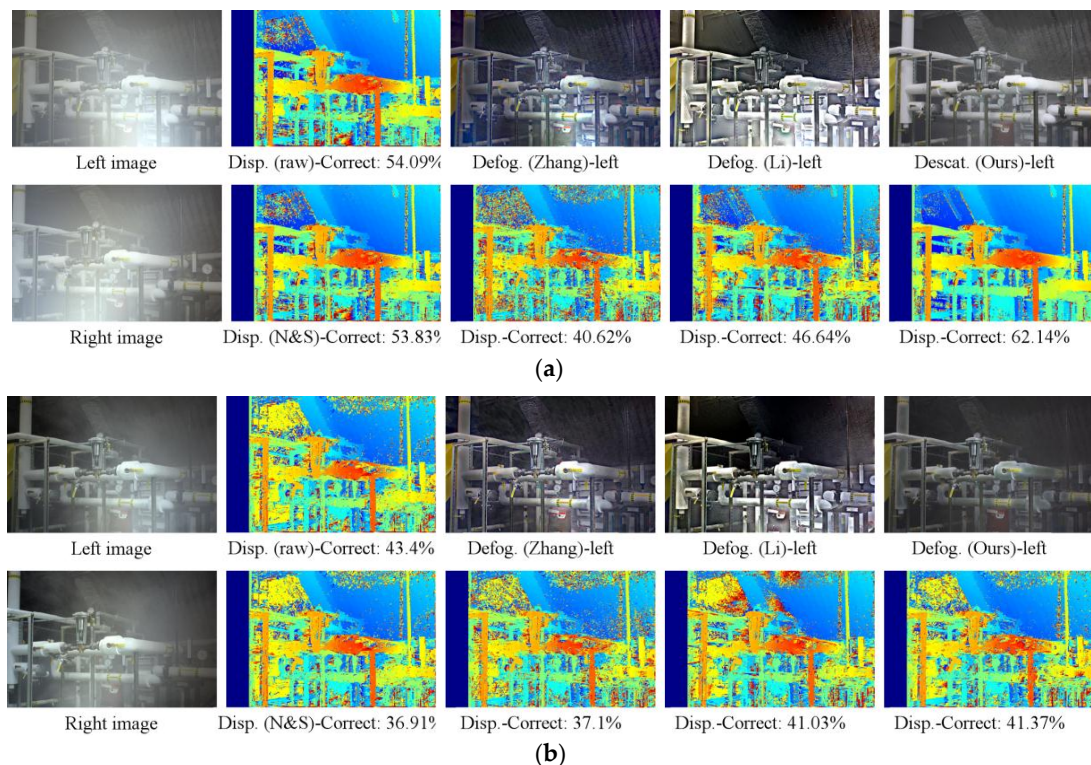 Left image Disp. (raw)-Correct: 54.09% Defog. (Zhang)-left Defog. (Li)-left Descat. (Ours)-left
Right image Disp. (N&S)-Correct: 53.83% Disp.-Correct: 40.62% Disp.-Correct: 46.64% Disp.-Correct: 62.14%
(a)
Left image Disp. (raw)-Correct: 43.4% Defog. (Zhang)-left Defog. (Li)-left Defog. (Ours)-left
Right image Disp. (N&S)-Correct: 36.91% Disp.-Correct: 37.1% Disp.-Correct: 41.03% Disp.-Correct: 41.37%
(b)